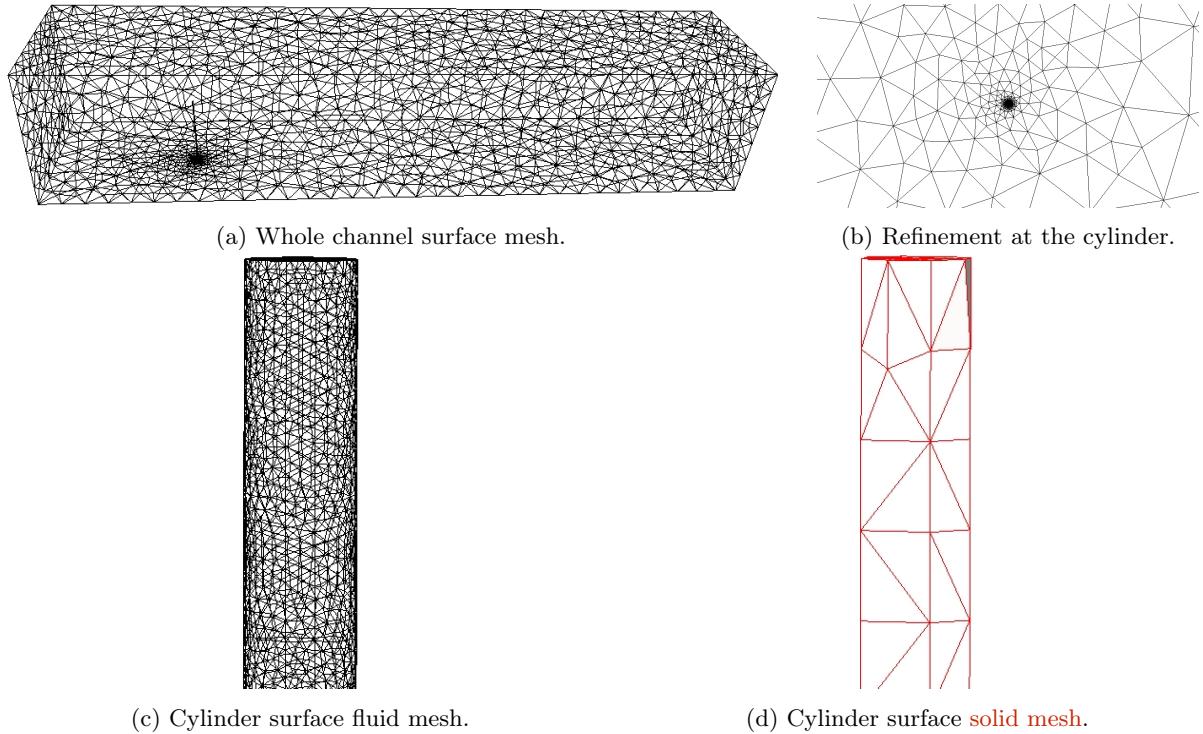 (a) Whole channel surface mesh.
(b) Refinement at the cylinder.
(c) Cylinder surface fluid mesh.
(d) Cylinder surface solid mesh.